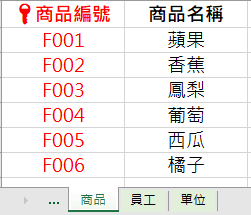 商品編號 商品名稱
F001 蘋果
F002 香蕉
F003 鳳梨
F004 葡萄
F005 西瓜
F006 橘子
... 商品 員工 單位